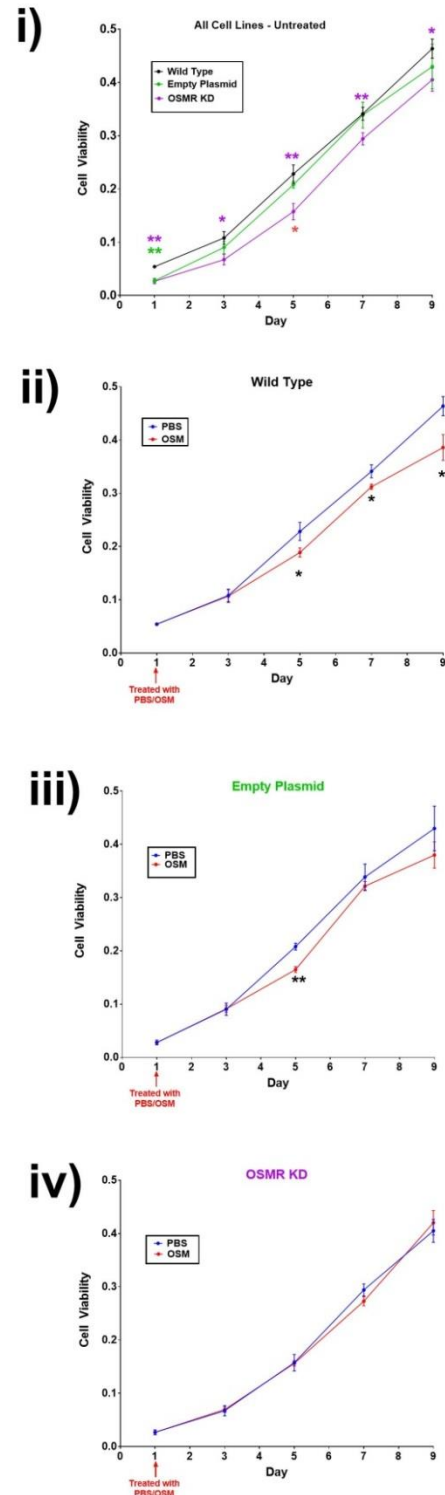 i)
All Cell Lines - Untreated
Wild Type
Empty Plasmid
OSMR KD
Cell Viability
0.5
0.4
0.3
0.2
0.1
0.0
**
**
*
**
*
**
*
0 1 2 3 4 5 6 7 8 9
Day
ii)
Wild Type
PBS
OSM
Cell Viability
0.5
0.4
0.3
0.2
0.1
0.0
*
*
*
0 1 2 3 4 5 6 7 8 9
Day
Treated with
PBS/OSM
iii)
Empty Plasmid
PBS
OSM
Cell Viability
0.5
0.4
0.3
0.2
0.1
0.0
**
0 1 2 3 4 5 6 7 8 9
Day
Treated with
PBS/OSM
iv)
OSMR KD
PBS
OSM
Cell Viability
0.5
0.4
0.3
0.2
0.1
0.0
0 1 2 3 4 5 6 7 8 9
Day
Treated with
PBS/OSM